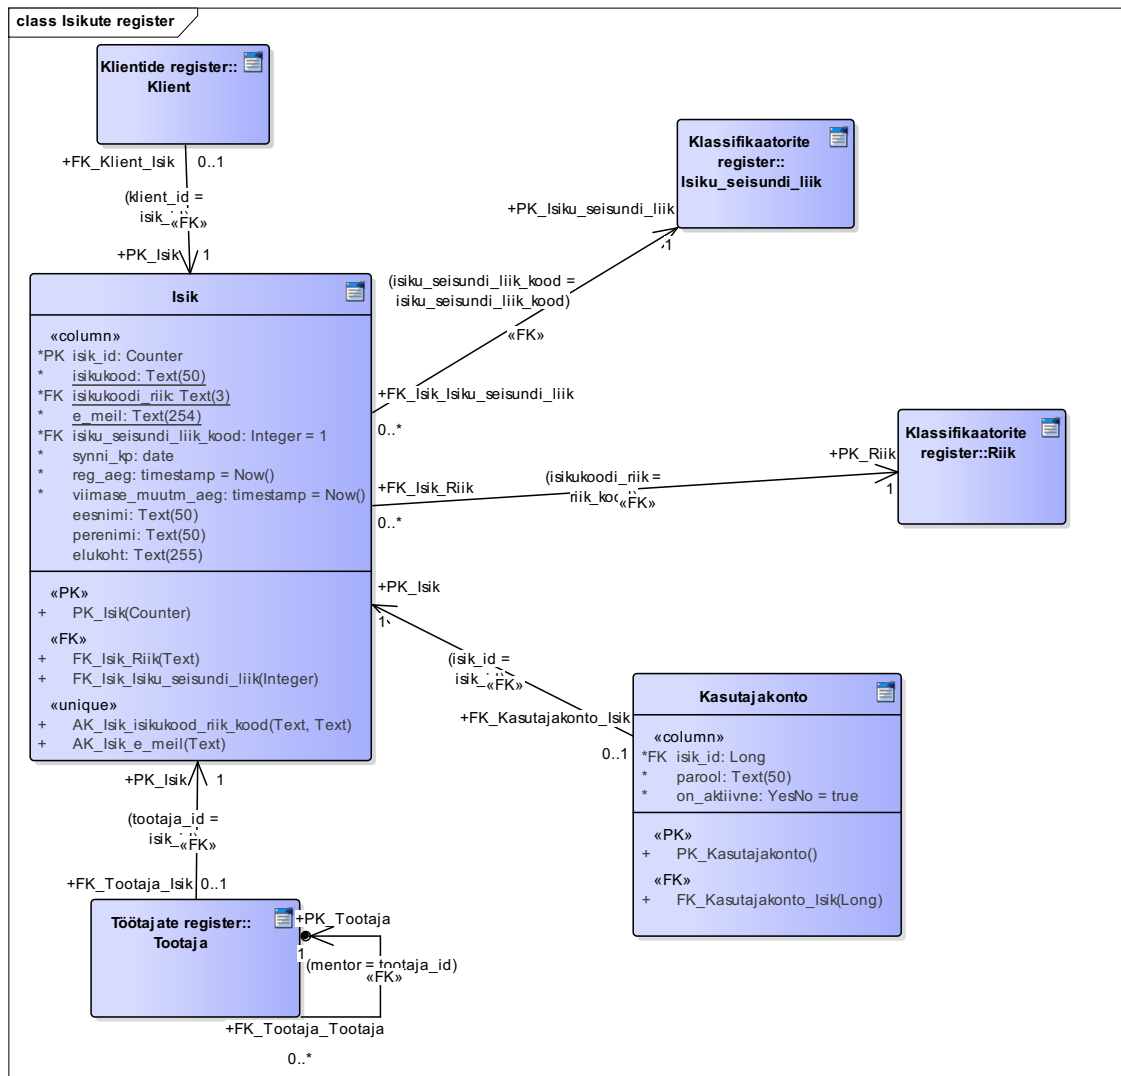 class Isikute register
Klientide register::
Klient
+FK_Klient_Isik
0..1
(klient_id =
isik_
«FK»
+PK_Isik
1
Klassifikaatorite
register::
Isiku_seisundi_liik
+PK_Isiku_seisundi_liik
1
(isiku_seisundi_liik_kood =
isiku_seisundi_liik_kood)
«FK»
+FK_Isik_Isiku_seisundi_liik
0..*
Isik
«column»
*PK isik_id: Counter
* isikukood: Text(50)
*FK isikukoodi_riik: Text(3)
* e_meil: Text(254)
*FK isiku_seisundi_liik_kood: Integer = 1
* synni_kp: date
* reg_aeg: timestamp = Now()
* viimase_muutm_aeg: timestamp = Now()
eesnimi: Text(50)
perenimi: Text(50)
elukoht: Text(255)
«PK»
+ PK_Isik(Counter)
«FK»
+ FK_Isik_Riik(Text)
+ FK_Isik_Isiku_seisundi_liik(Integer)
«unique»
+ AK_Isik_isikukood_riik_kood(Text, Text)
+ AK_Isik_e_meil(Text)
Klassifikaatorite
register::Riik
+PK_Riik
1
(isikukoodi_riik =
riik_kood)
«FK»
+FK_Isik_Riik
0..*
+PK_Isik
1
(isik_id =
isik_
«FK»
+FK_Kasutajakonto_Isik
0..1
Kasutajakonto
«column»
*FK isik_id: Long
* parool: Text(50)
* on_aktiivne: YesNo = true
«PK»
+ PK_Kasutajakonto()
«FK»
+ FK_Kasutajakonto_Isik(Long)
+PK_Isik
1
(tootaja_id =
isik_
«FK»
+FK_Tootaja_Isik
0..1
Töötajate register::
Tootaja
+PK_Tootaja
1
(mentor = tootaja_id)
«FK»
+FK_Tootaja_Tootaja
0..*